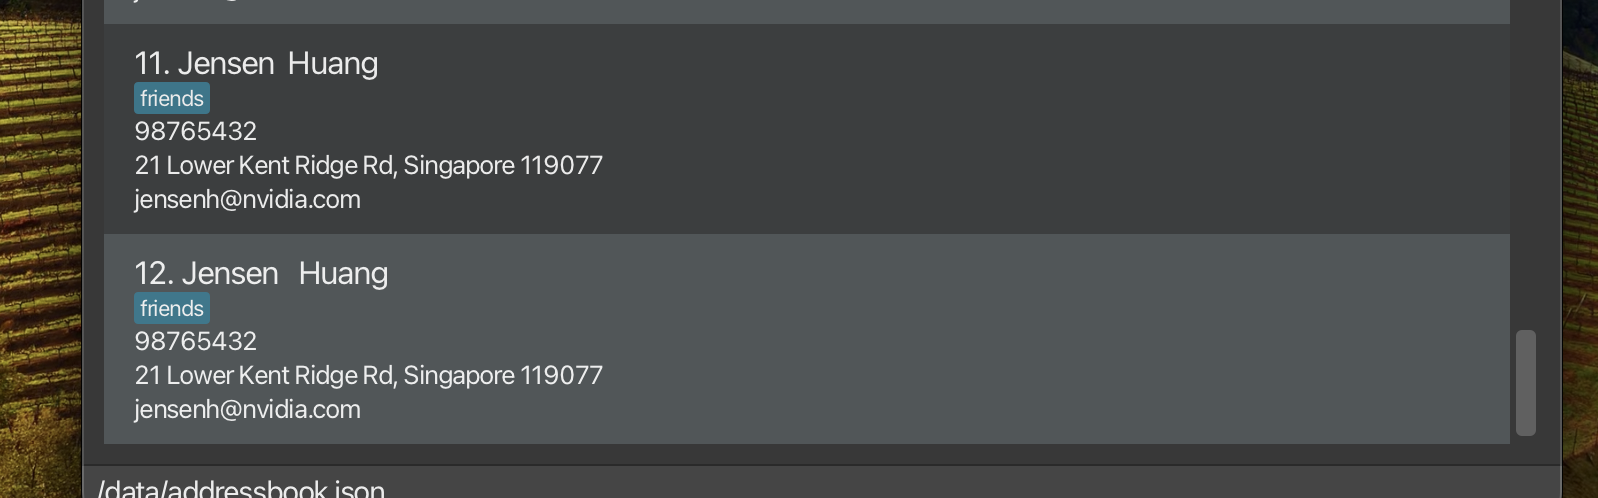 11. Jensen  Huang
friends
98765432
21 Lower Kent Ridge Rd, Singapore 119077
jensenh@nvidia.com
12. Jensen   Huang
friends
98765432
21 Lower Kent Ridge Rd, Singapore 119077
jensenh@nvidia.com
/data/addressbook.json